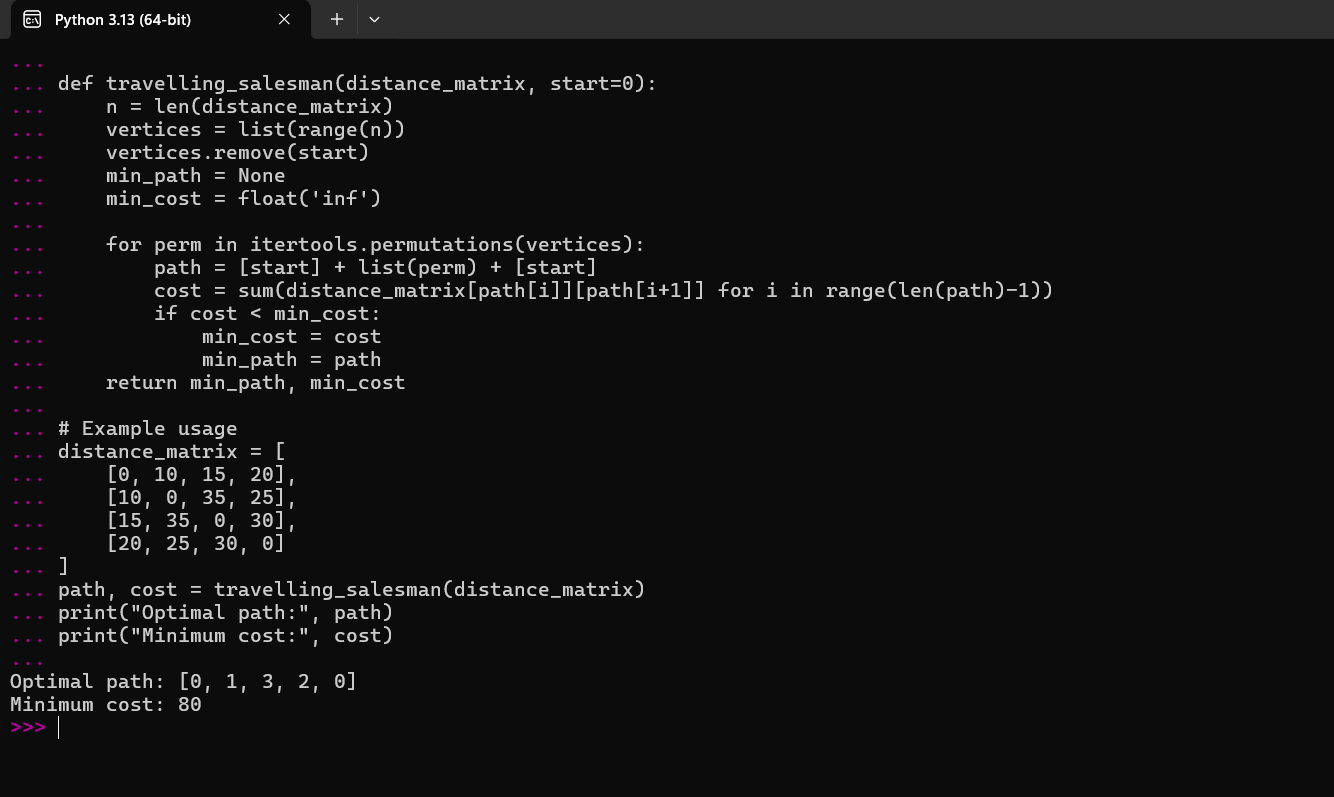 Python 3.13 (64-bit)
...
... def travelling_salesman(distance_matrix, start=0):
...     n = len(distance_matrix)
...     vertices = list(range(n))
...     vertices.remove(start)
...     min_path = None
...     min_cost = float('inf')
...
...     for perm in itertools.permutations(vertices):
...         path = [start] + list(perm) + [start]
...         cost = sum(distance_matrix[path[i]][path[i+1]] for i in range(len(path)-1))
...         if cost < min_cost:
...             min_cost = cost
...             min_path = path
...     return min_path, min_cost
...
... # Example usage
... distance_matrix = [
...     [0, 10, 15, 20],
...     [10, 0, 35, 25],
...     [15, 35, 0, 30],
...     [20, 25, 30, 0]
... ]
... path, cost = travelling_salesman(distance_matrix)
... print("Optimal path:", path)
... print("Minimum cost:", cost)
...
Optimal path: [0, 1, 3, 2, 0]
Minimum cost: 80
>>>